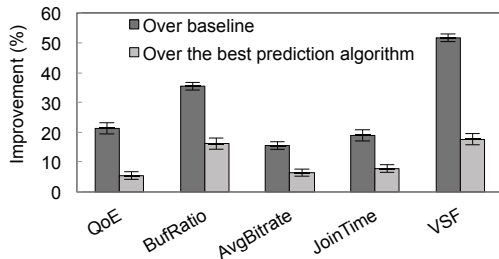 60
50
40
30
20
10
0
Improvement (%)
Over baseline
Over the best prediction algorithm
QoE
BufRatio
AvgBitrate
JoinTime
VSF